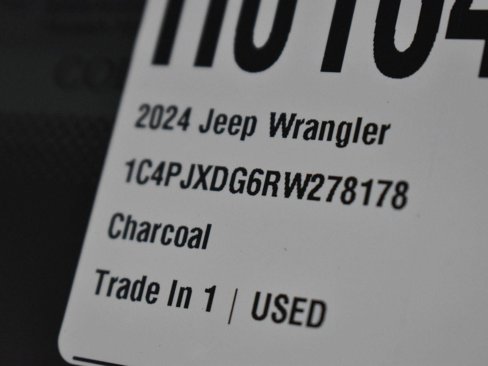 2024 Jeep Wrangler
1C4PJXDG6RW278178
Charcoal
Trade In 1 | USED